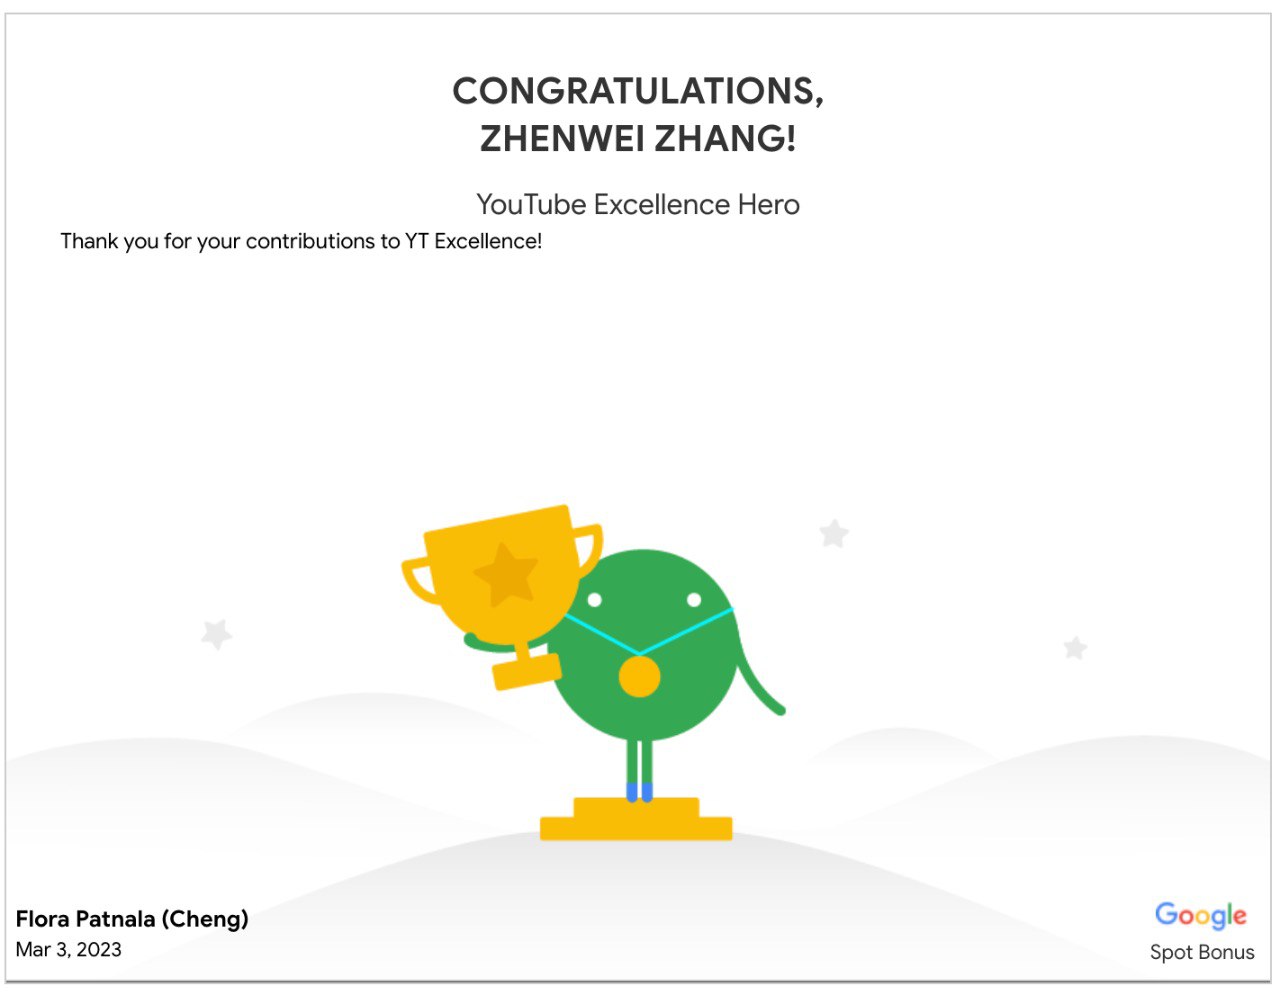 CONGRATULATIONS,
ZHENWEI ZHANG!
YouTube Excellence Hero
Thank you for your contributions to YT Excellence!
Flora Patnala (Cheng)
Mar 3, 2023
Google
Spot Bonus